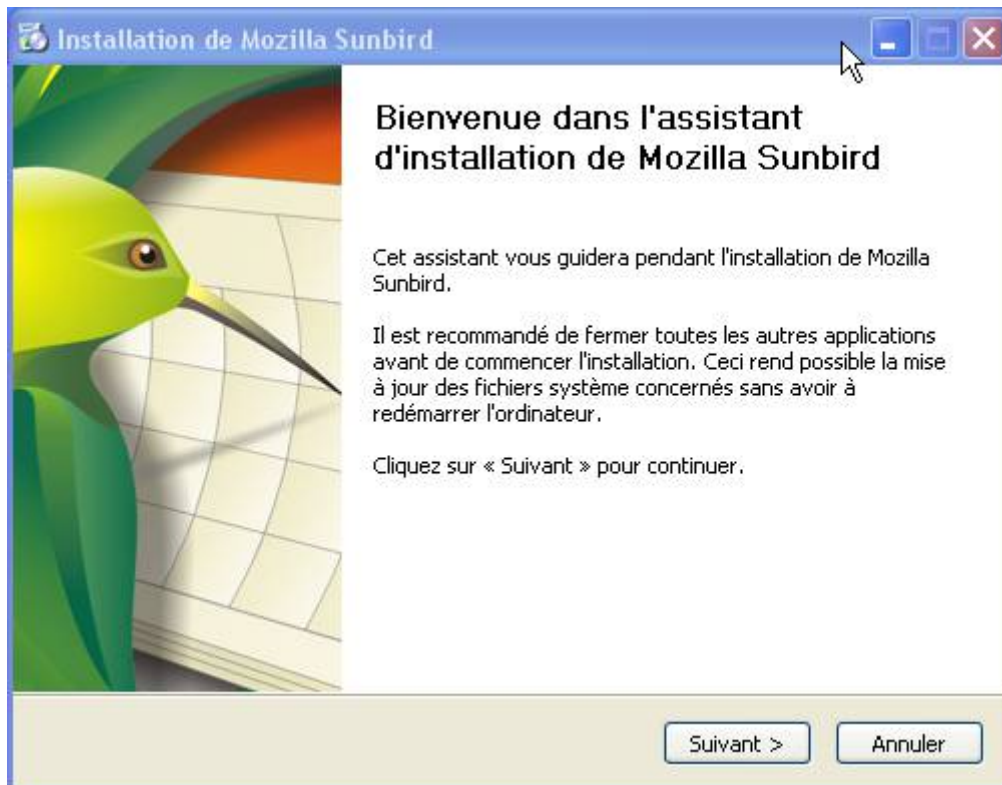 Installation de Mozilla Sunbird
Bienvenue dans l'assistant
d'installation de Mozilla Sunbird
Cet assistant vous guidera pendant l'installation de Mozilla
Sunbird.
Il est recommandé de fermer toutes les autres applications
avant de commencer l'installation. Ceci rend possible la mise
à jour des fichiers système concernés sans avoir à
redémarrer l'ordinateur.
Cliquez sur « Suivant » pour continuer.
Suivant >
Annuler